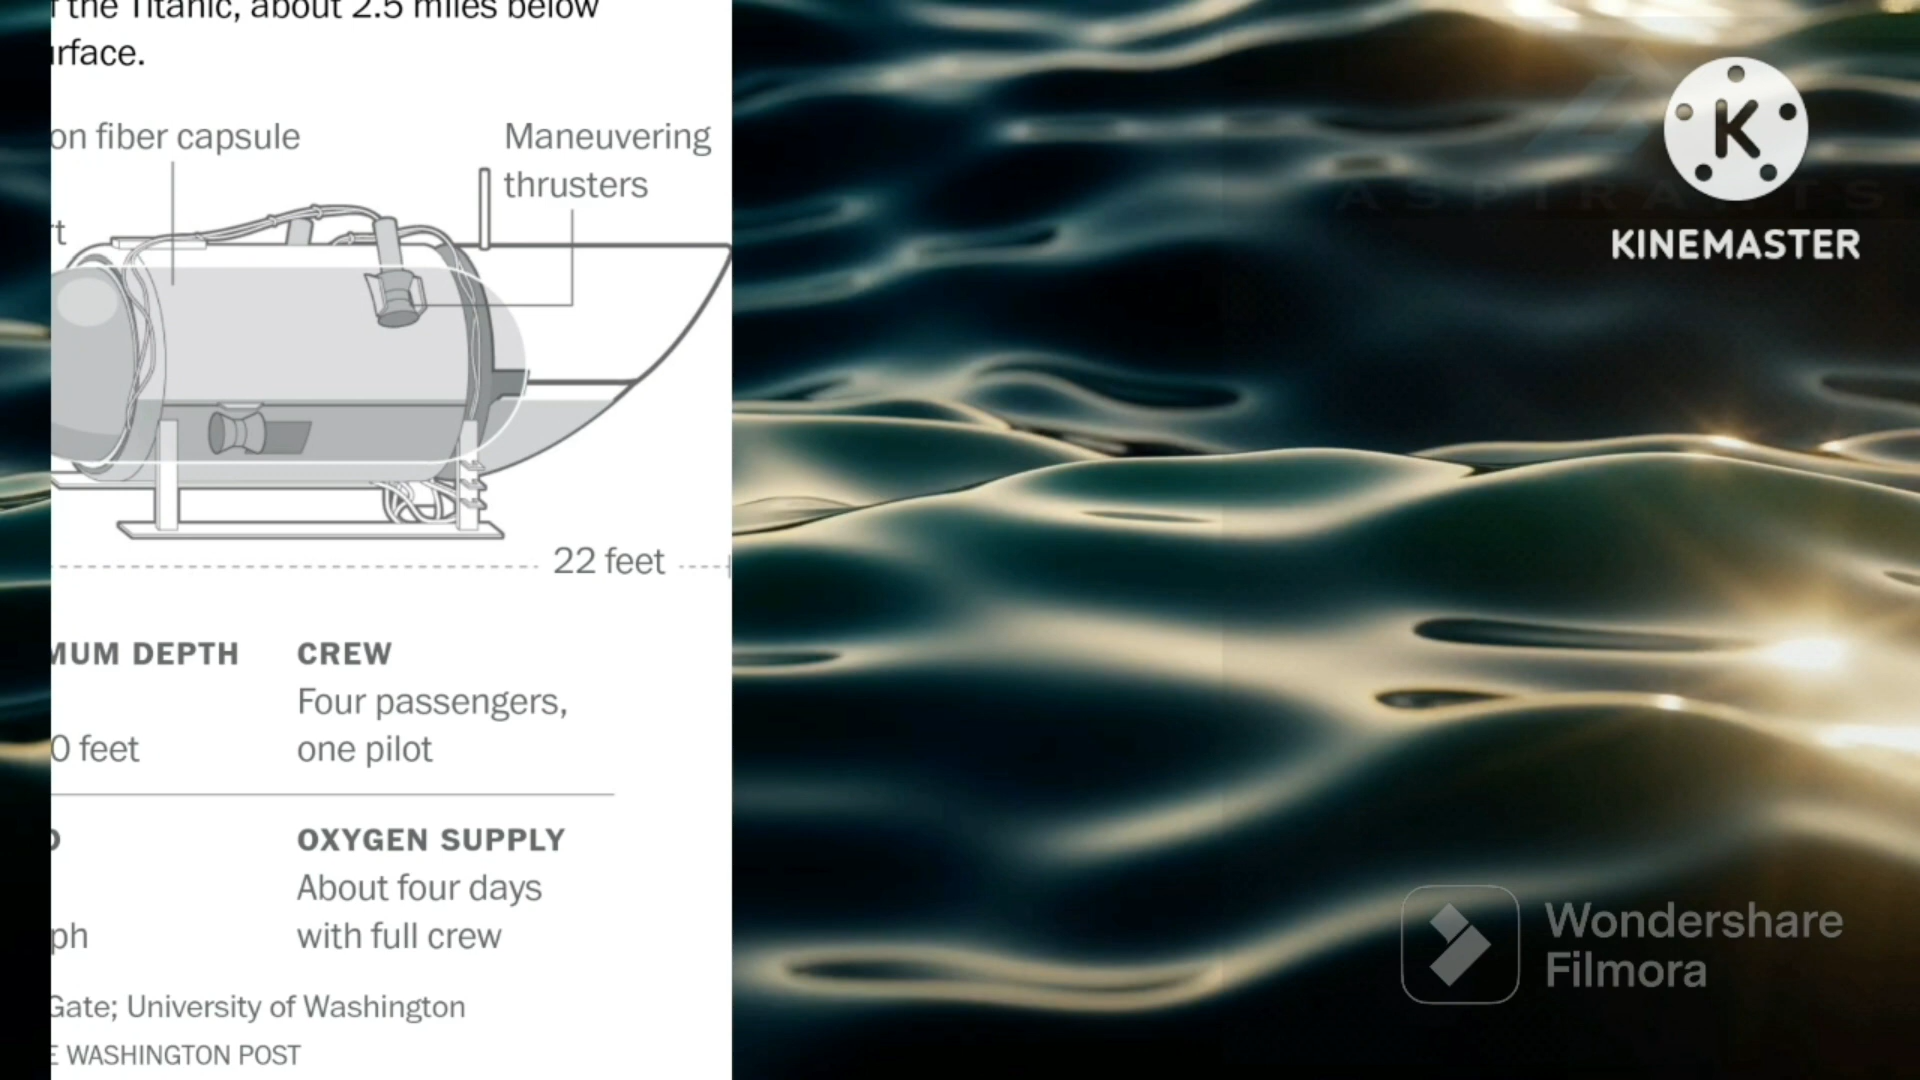 the Titanic, about 2.5 miles below
rface.
on fiber capsule
Maneuvering
thrusters
rt
22 feet
MUM DEPTH
CREW
Four passengers,
0 feet
one pilot
OXYGEN SUPPLY
About four days
ph
with full crew
Gate; University of Washington
E WASHINGTON POST
K
KINEMASTER
ASPIRANTS
Wondershare
Filmora